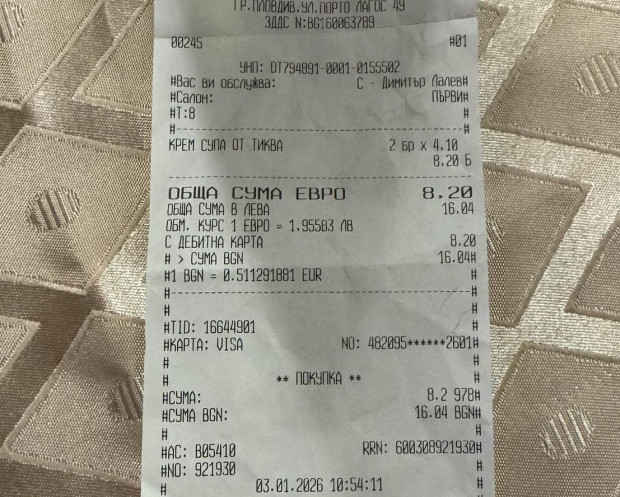 ГР.ПЛОВДИВ.УЛ.ПОРТО ЛАГОС 49
ЗДДС N:BG160063789
00245 #01
УНП: DT794891-0001-0155502
#Вас ви обслужва: С - Димитър Лалев#
#Салон: ПЪРВИ#
#Т:8 #
#--------------------------------------#
КРЕМ СУПА ОТ ТИКВА 2 бр x 4.10
8.20 Б
----------------------------------------
ОБЩА СУМА ЕВРО 8.20
ОБЩА СУМА В ЛЕВА 16.04
ОБМ. КУРС 1 ЕВРО = 1.95583 ЛВ
С ДЕБИТНА КАРТА 8.20
# > СУМА BGN 16.04#
#1 BGN = 0.511291881 EUR #
#--------------------------------------#
# #
#TID: 16644901 #
#КАРТА: VISA NO: 482095******2601#
# #
# ** ПОКУПКА ** #
#СУМА: 8.2 978#
#СУМА BGN: 16.04 BGN#
# #
#AC: B05410 RRN: 600308921930#
#NO: 921930 #
# 03.01.2026 10:54:11 #